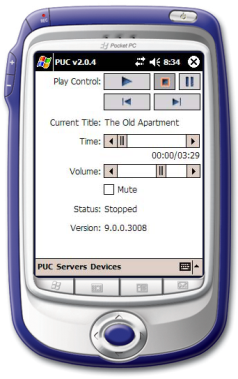 Pocket PC
PUC v2.0.4 8:34
Play Control:
Current Title: The Old Apartment
Time:
00:00/03:29
Volume:
Mute
Status: Stopped
Version: 9.0.0.3008
PUC Servers Devices